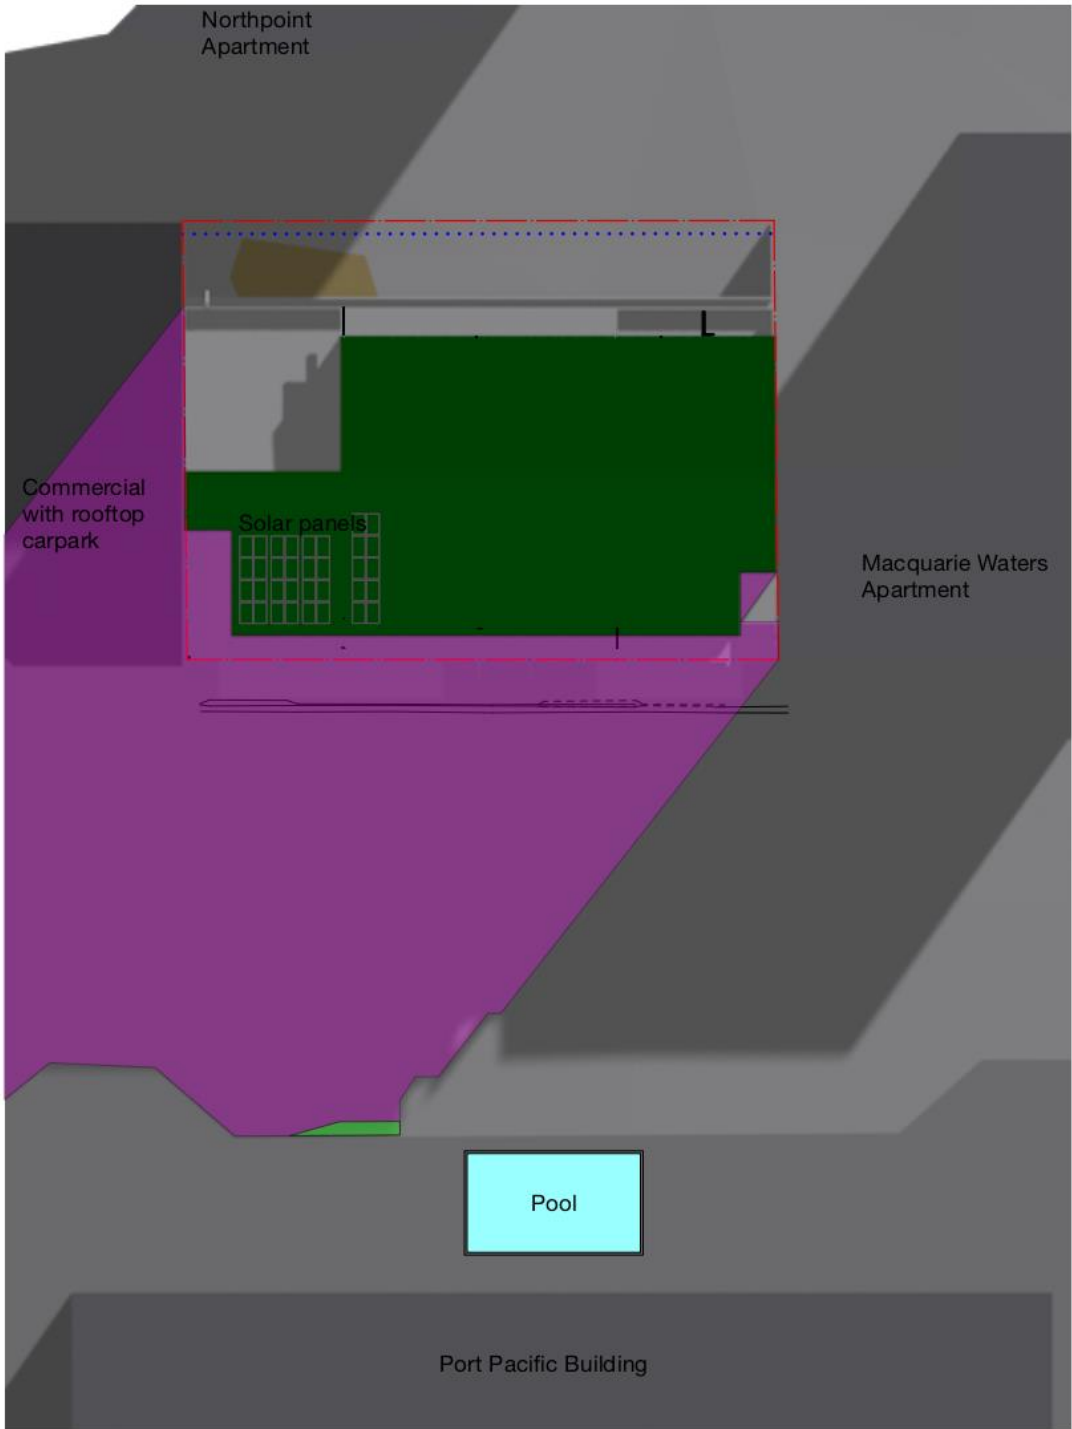 Northpoint
Apartment
Commercial
with rooftop
carpark
Solar panels
Macquarie Waters
Apartment
Pool
Port Pacific Building